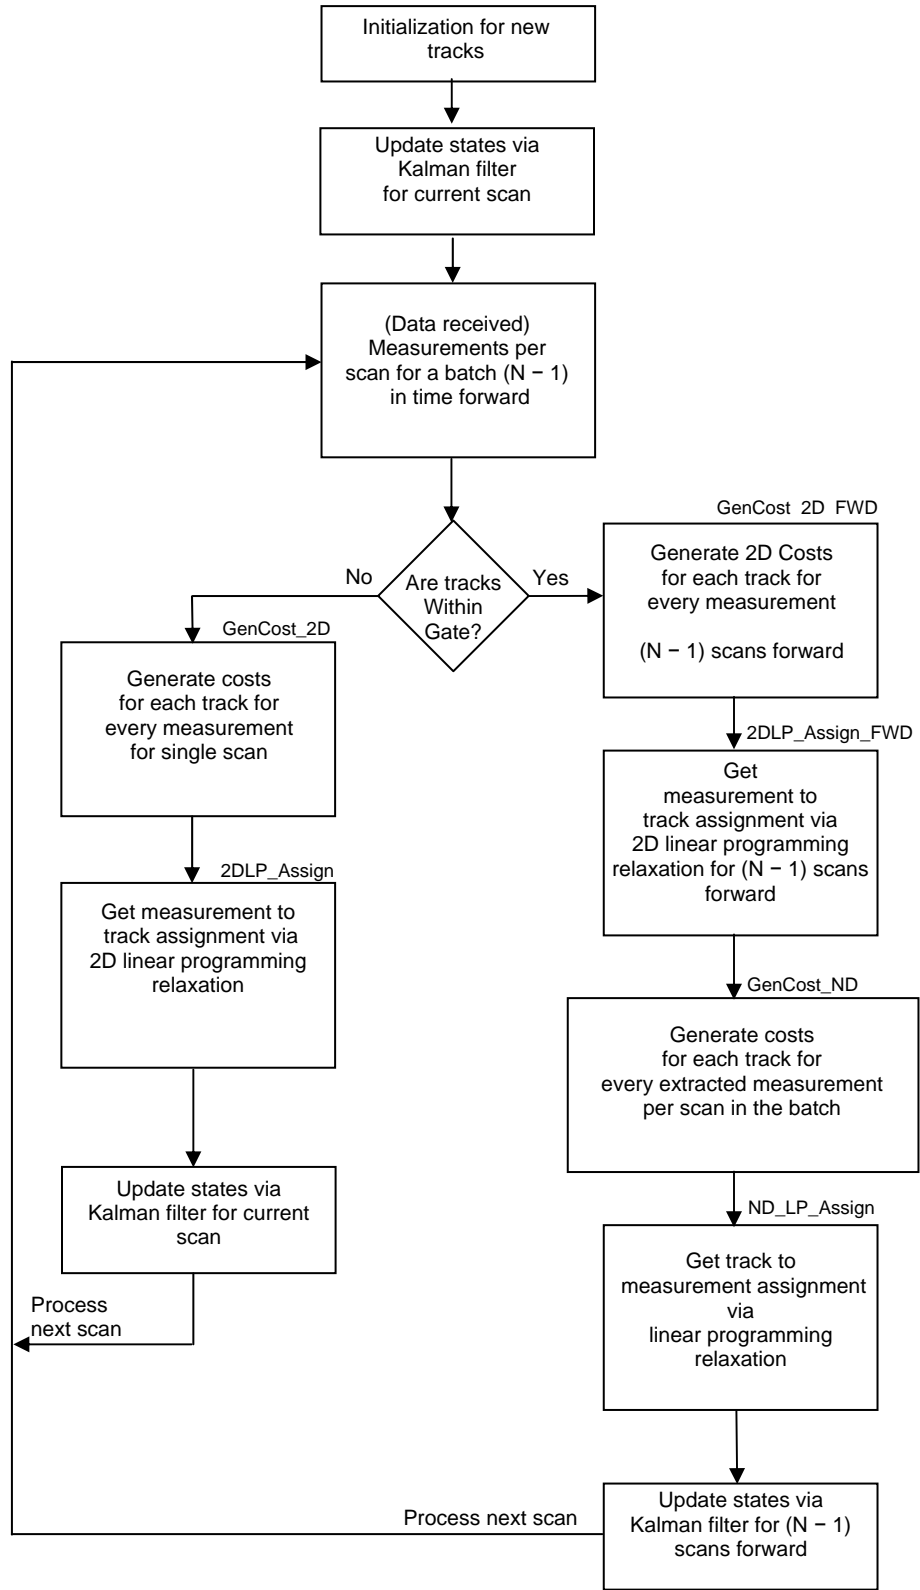 Initialization for new
tracks
Update states via
Kalman filter
for current scan
(Data received)
Measurements per
scan for a batch (N − 1)
in time forward
Are tracks
Within
Gate?
No
Yes
GenCost_2D
Generate costs
for each track for
every measurement
for single scan
2DLP_Assign
Get measurement to
track assignment via
2D linear programming
relaxation
Update states via
Kalman filter for current
scan
Process
next scan
GenCost 2D FWD
Generate 2D Costs
for each track for
every measurement
(N − 1) scans forward
2DLP_Assign_FWD
Get
measurement to
track assignment via
2D linear programming
relaxation for (N − 1) scans
forward
GenCost_ND
Generate costs
for each track for
every extracted measurement
per scan in the batch
ND_LP_Assign
Get track to
measurement assignment
via
linear programming
relaxation
Update states via
Kalman filter for (N − 1)
scans forward
Process next scan